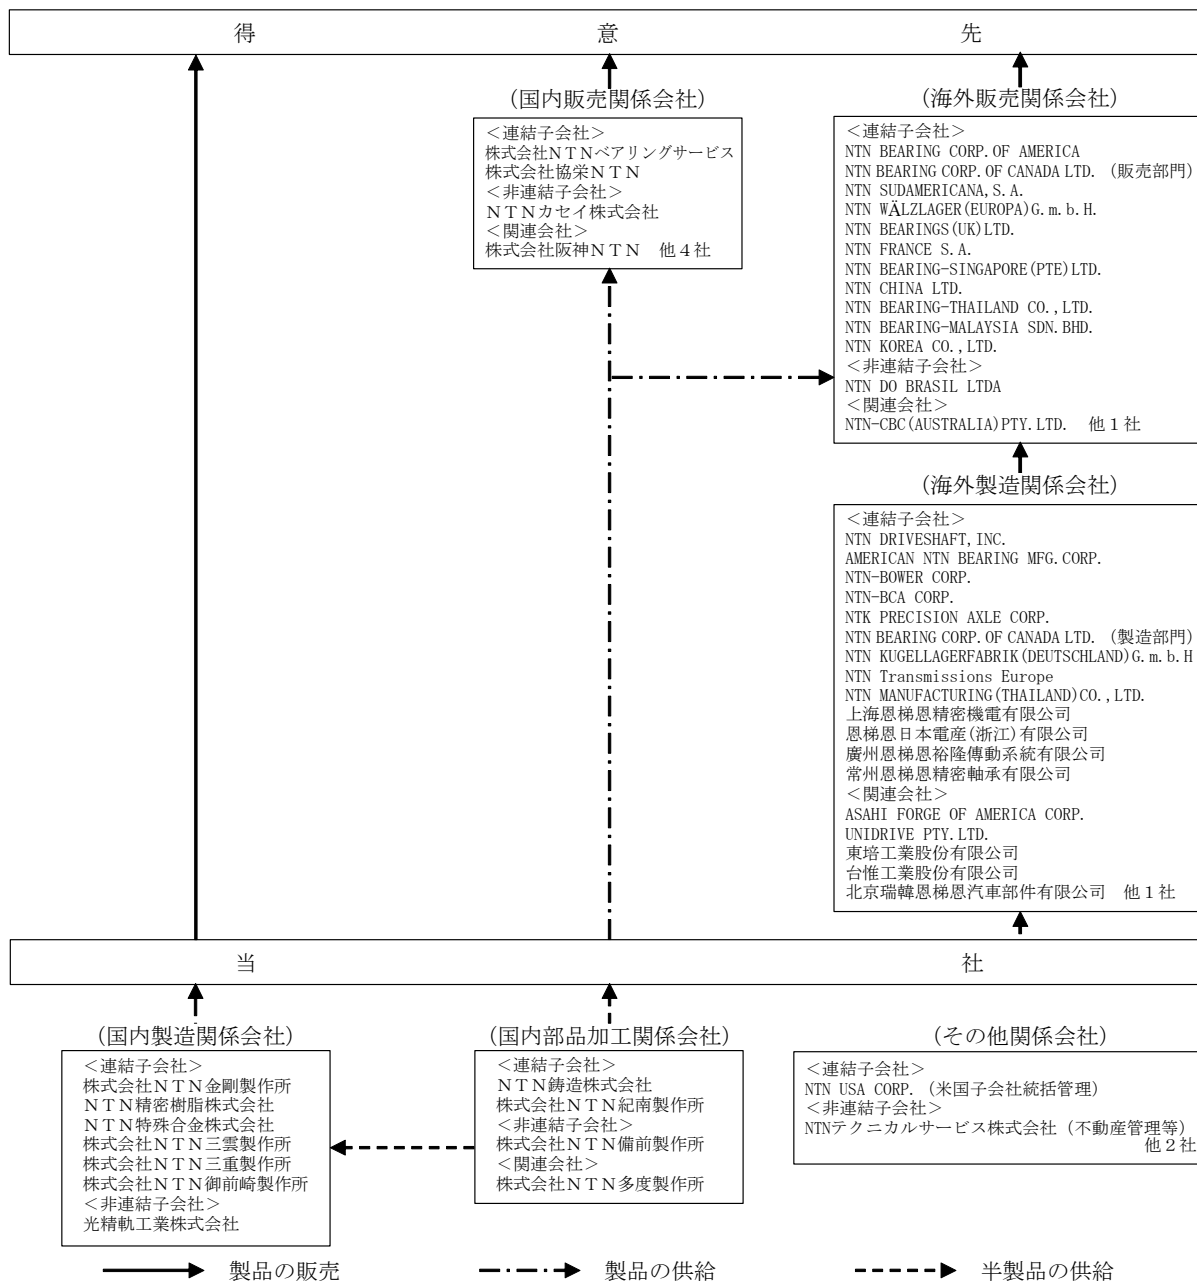 得　意　先
(国内販売関係会社)
＜連結子会社＞
株式会社ＮＴＮベアリングサービス
株式会社協栄ＮＴＮ
＜非連結子会社＞
ＮＴＮカセイ株式会社
＜関連会社＞
株式会社阪神ＮＴＮ　他４社
(海外販売関係会社)
＜連結子会社＞
NTN BEARING CORP.OF AMERICA
NTN BEARING CORP.OF CANADA LTD. (販売部門)
NTN SUDAMERICANA,S.A.
NTN WÄLZLAGER(EUROPA)G.m.b.H.
NTN BEARINGS(UK)LTD.
NTN FRANCE S.A.
NTN BEARING-SINGAPORE(PTE)LTD.
NTN CHINA LTD.
NTN BEARING-THAILAND CO.,LTD.
NTN BEARING-MALAYSIA SDN.BHD.
NTN KOREA CO.,LTD.
＜非連結子会社＞
NTN DO BRASIL LTDA
＜関連会社＞
NTN-CBC(AUSTRALIA)PTY.LTD.　他１社
(海外製造関係会社)
＜連結子会社＞
NTN DRIVESHAFT,INC.
AMERICAN NTN BEARING MFG.CORP.
NTN-BOWER CORP.
NTN-BCA CORP.
NTK PRECISION AXLE CORP.
NTN BEARING CORP.OF CANADA LTD. (製造部門)
NTN KUGELLAGERFABRIK(DEUTSCHLAND)G.m.b.H
NTN Transmissions Europe
NTN MANUFACTURING(THAILAND)CO.,LTD.
上海恩梯恩精密機電有限公司
恩梯恩日本電産(浙江)有限公司
廣州恩梯恩裕隆傳動系統有限公司
常州恩梯恩精密軸承有限公司
＜関連会社＞
ASAHI FORGE OF AMERICA CORP.
UNIDRIVE PTY.LTD.
東培工業股份有限公司
台惟工業股份有限公司
北京瑞韓恩梯恩汽車部件有限公司　他１社
当　社
(国内製造関係会社)
＜連結子会社＞
株式会社ＮＴＮ金剛製作所
ＮＴＮ精密樹脂株式会社
ＮＴＮ特殊合金株式会社
株式会社ＮＴＮ三雲製作所
株式会社ＮＴＮ三重製作所
株式会社ＮＴＮ御前崎製作所
＜非連結子会社＞
光精軌工業株式会社
(国内部品加工関係会社)
＜連結子会社＞
ＮＴＮ鋳造株式会社
株式会社ＮＴＮ紀南製作所
＜非連結子会社＞
株式会社ＮＴＮ備前製作所
＜関連会社＞
株式会社ＮＴＮ多度製作所
(その他関係会社)
＜連結子会社＞
NTN USA CORP. (米国子会社統括管理)
＜非連結子会社＞
NTNテクニカルサービス株式会社 (不動産管理等)
他２社
製品の販売
製品の供給
半製品の供給